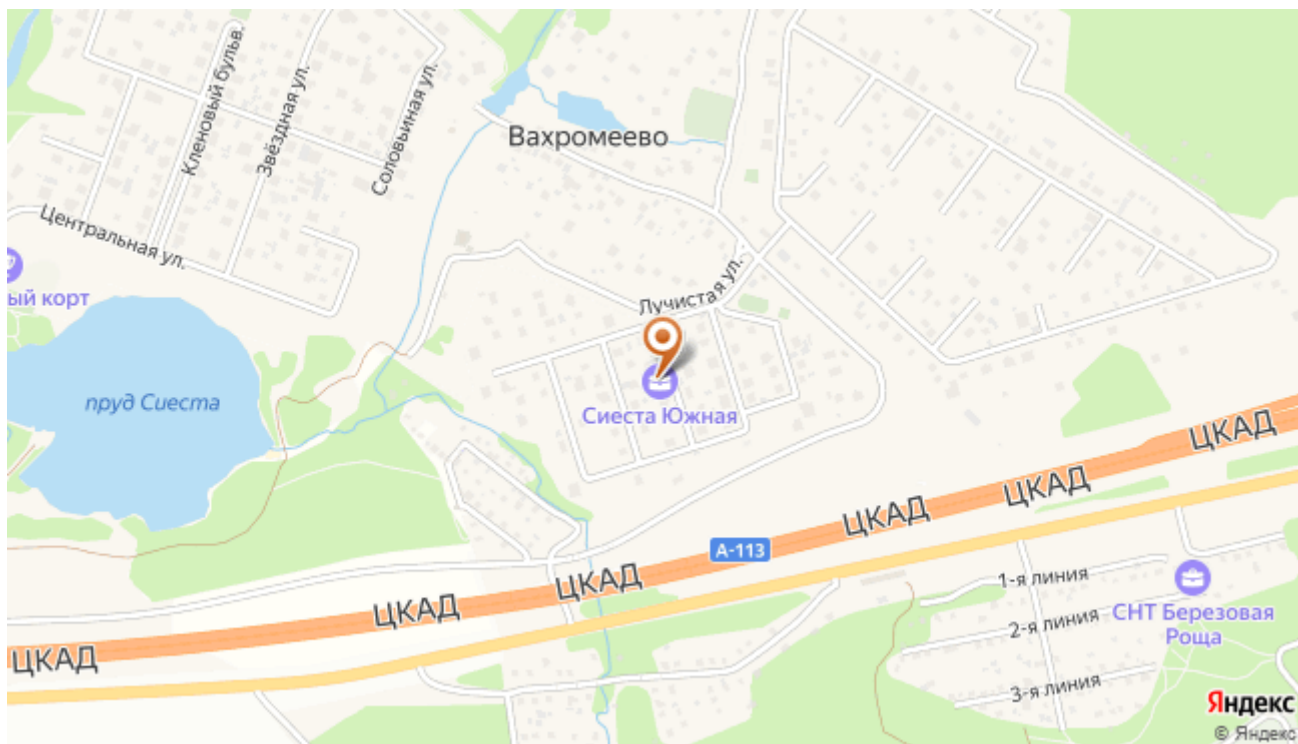 Кленовый бульв.
Звёздная ул.
Соловьиная ул.
Вахромеево
Центральная ул.
ый корт
Лучистая ул.
пруд Сиеста
Сиеста Южная
ЦКАД
ЦКАД
ЦКАД
А-113
ЦКАД
ЦКАД
ЦКАД
1-я линия
СНТ Березовая
Роща
2-я линия
3-я линия
Яндекс
© Яндекс